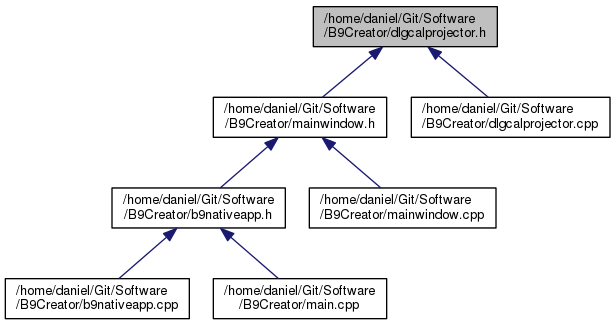 /home/daniel/Git/Software
/B9Creator/dlgcalprojector.h
/home/daniel/Git/Software
/B9Creator/mainwindow.h
/home/daniel/Git/Software
/B9Creator/dlgcalprojector.cpp
/home/daniel/Git/Software
/B9Creator/b9nativeapp.h
/home/daniel/Git/Software
/B9Creator/mainwindow.cpp
/home/daniel/Git/Software
/B9Creator/b9nativeapp.cpp
/home/daniel/Git/Software
/B9Creator/main.cpp